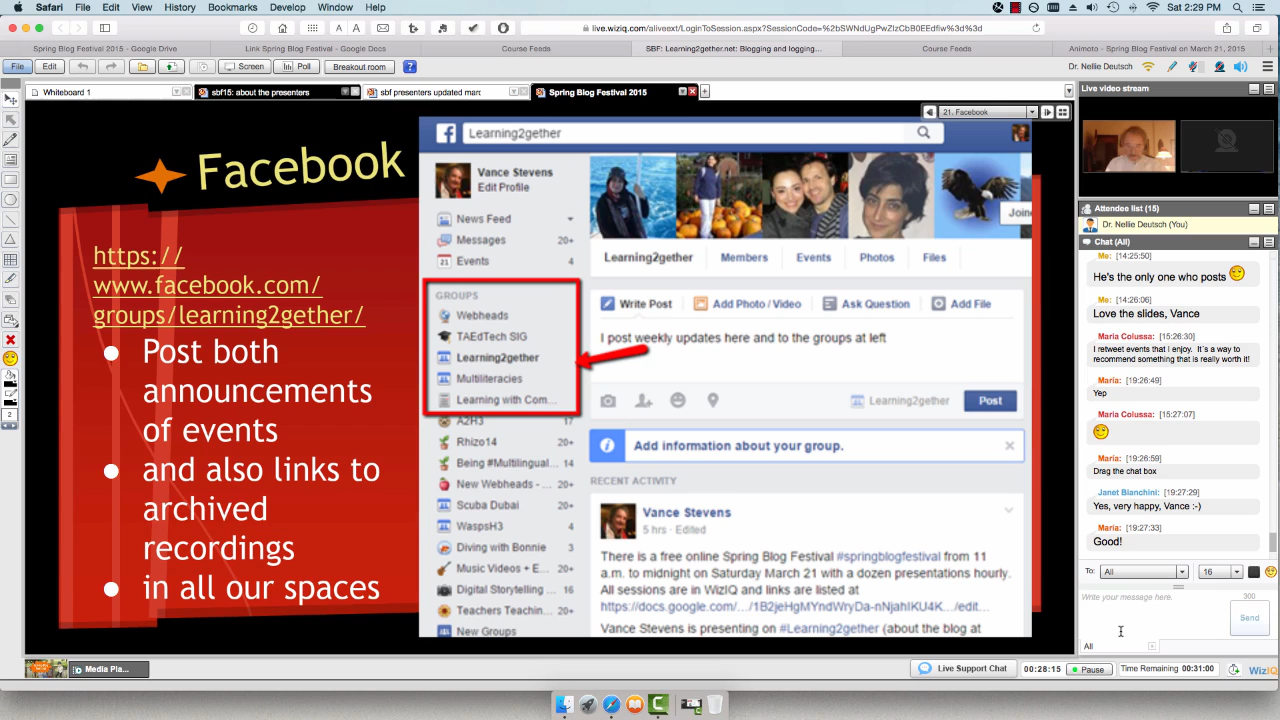 Safari File Edit View History Bookmarks Develop Window Help
Sat 2:29 PM
live.wiziq.com/aliveext/LoginToSession.aspx?SessionCode=%2bSWNdUgPwZIzCbB0EEdfiw%3d%3d
Spring Blog Festival 2015 - Google Drive
Link Spring Blog Festival - Google Docs
Course Feeds
SBF: Learning2gether.net: Blogging and logging...
Course Feeds
Animoto - Spring Blog Festival on March 21, 2015
File Edit Screen Poll Breakout room ?
Dr. Nellie Deutsch
Whiteboard 1
sbf15: about the presenters
sbf presenters updated marc
Spring Blog Festival 2015
21. Facebook
Facebook
https://
www.facebook.com/
groups/learning2gether/
● Post both
announcements
of events
● and also links to
archived
recordings
● in all our spaces
Learning2gether
Vance Stevens
Edit Profile
News Feed
Messages 20+
Events 4
GROUPS
Webheads
TAEdTech SIG
Learning2gether
Multiliteracies
Learning with Com...
A2H3 17
Rhizo14 20+
Being #Multilingual... 14
New Webheads - ... 20+
Scuba Dubai 20+
WaspsH3 4
Diving with Bonnie 3
Music Videos + E... 20+
Digital Storytelling 16
Teachers Teachin... 20+
New Groups
Join
Learning2gether Members Events Photos Files
Write Post Add Photo / Video Ask Question Add File
I post weekly updates here and to the groups at left
Learning2gether Post
Add information about your group.
RECENT ACTIVITY
Vance Stevens
5 hrs · Edited
There is a free online Spring Blog Festival #springblogfestival from 11
a.m. to midnight on Saturday March 21 with a dozen presentations hourly.
All sessions are in WizIQ and links are listed at
https://docs.google.com/.../1B2jeHgMYndWryDa-nNjahIKU4K.../edit...
Vance Stevens is presenting on #Learning2gether (about the blog at
Live video stream
Attendee list (15)
Dr. Nellie Deutsch (You)
Chat (All)
Me: [14:25:50]
He's the only one who posts
Me: [14:26:06]
Love the slides, Vance
Maria Colussa: [15:26:30]
I retweet events that I enjoy. It´s a way to
recommend something that is really worth it!
Maria: [19:26:49]
Yep
Maria Colussa: [15:27:07]
Maria: [19:26:59]
Drag the chat box
Janet Bianchini: [19:27:29]
Yes, very happy, Vance :-)
Maria: [19:27:33]
Good!
To: All 16
Write your message here.
300
Send
All
2
Media Pla...
Live Support Chat
00:28:15
Pause
Time Remaining 00:31:00
WizIQ